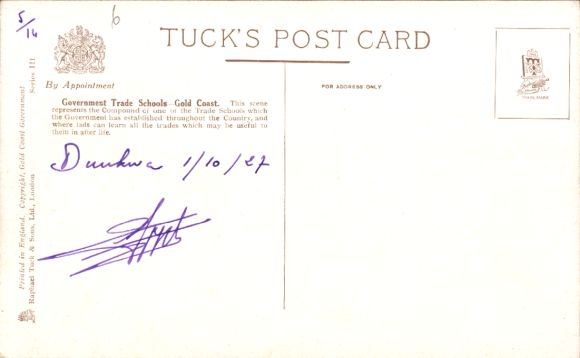 5/16
6
TUCK'S POST CARD
By Appointment
FOR ADDRESS ONLY
Government Trade Schools—Gold Coast. This scene
represents the Compound of one of the Trade Schools which
the Government has established throughout the Country, and
where lads can learn all the trades which may be useful to
them in after life.
Dunkwa 1/10/27
Printed in England. Copyright, Gold Coast Government
Raphael Tuck & Sons, Ltd., London
Series III
TRADE MARK